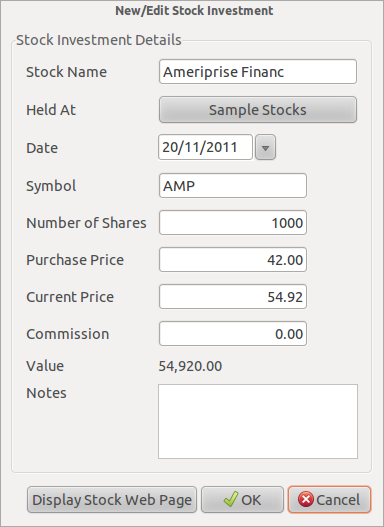 New/Edit Stock Investment
Stock Investment Details
Stock Name Ameriprise Financ
Held At Sample Stocks
Date 20/11/2011
Symbol AMP
Number of Shares 1000
Purchase Price 42.00
Current Price 54.92
Commission 0.00
Value 54,920.00
Notes
Display Stock Web Page OK Cancel